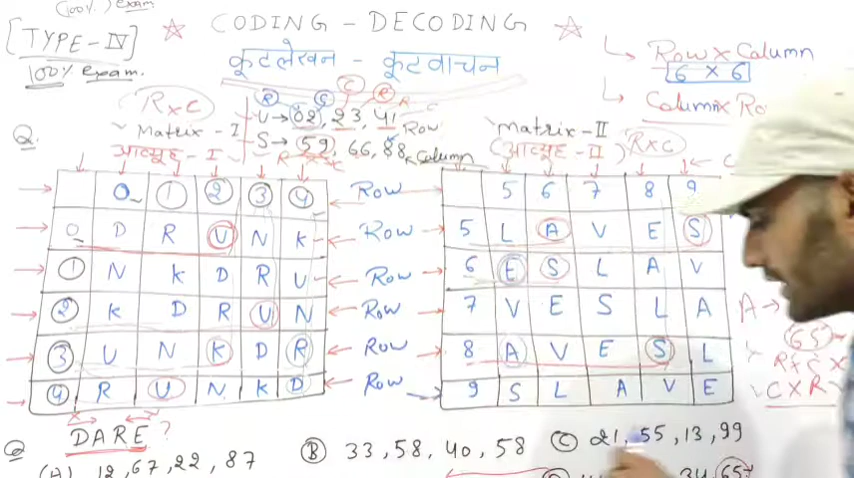 (100%) Exam
[TYPE-IV] ☆ CODING - DECODING ☆
100% Exam.
कूटलेखन - कूटवाचन
Row x Column
6 x 6
Column x Ro
R x C
R C C R
U → 02, 23, 41 Row
S → 59, 66, 88 Column
R x C
Q.
Matrix - I
आव्यूह - I
Matrix - II
(आव्यूह - II) R x C
0 1 2 3 4 Row
0 D R U N K Row
1 N K D R U Row
2 K D R U N Row
3 U N K D R Row
4 R U N K D Row
5 6 7 8 9
5 L A V E S
6 E S L A V
7 V E S L A
8 A V E S L
9 S L A V E
A →
65
R x C x
C x R
Q DARE ?
(A) 12, 67, 22, 87
(B) 33, 58, 40, 58
(C) 21, 55, 13, 99
34, 65